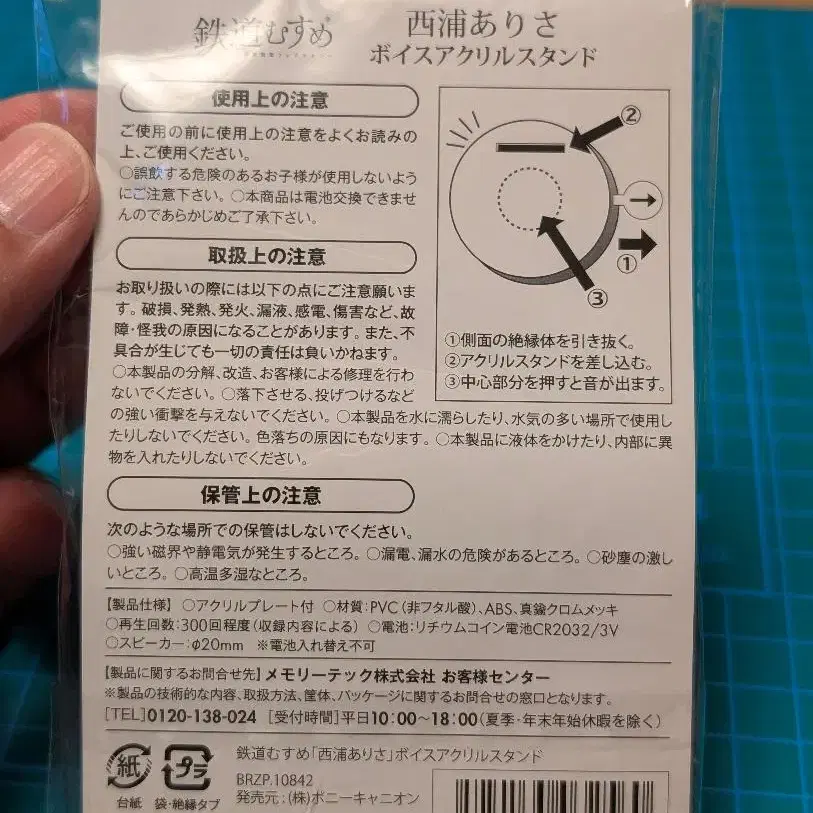 鉄道むすめ
西浦ありさ
ボイスアクリルスタンド
使用上の注意
ご使用の前に使用上の注意をよくお読みの
上、ご使用ください。
○誤飲する危険のあるお子様が使用しないよう
にご注意下さい。○本商品は電池交換できませ
んのであらかじめご了承下さい。
取扱上の注意
お取り扱いの際には以下の点にご注意願いま
す。破損、発熱、発火、漏液、感電、傷害など、故
障・怪我の原因になることがあります。また、不
具合が生じても一切の責任は負いかねます。
○本製品の分解、改造、お客様による修理を行わ
ないでください。○落下させる、投げつけるなど
の強い衝撃を与えないでください。○本製品を水に濡らしたり、水気の多い場所で使用し
たりしないでください。色落ちの原因にもなります。○本製品に液体をかけたり、内部に異
物を入れたりしないでください。
②
→
①
③
①側面の絶縁体を引き抜く。
②アクリルスタンドを差し込む。
③中心部分を押すと音が出ます。
保管上の注意
次のような場所での保管はしないでください。
○強い磁界や静電気が発生するところ。○漏電、漏水の危険があるところ。○砂塵の激し
いところ。○高温多湿なところ。
【製品仕様】 ○アクリルプレート付 ○材質:PVC(非フタル酸)、ABS、真鍮クロムメッキ
○再生回数:300回程度(収録内容による) ○電池:リチウムコイン電池CR2032/3V
○スピーカー:φ20mm ※電池入れ替え不可
【製品に関するお問合せ先】メモリーテック株式会社 お客様センター
※製品の技術的な内容、取扱方法、筐体、パッケージに関するお問合せの窓口となります。
[TEL]0120-138-024 [受付時間]平日10:00〜18:00(夏季・年末年始休暇を除く)
紙
台紙
プラ
袋・絶縁タブ
鉄道むすめ「西浦ありさ」ボイスアクリルスタンド
BRZP.10842
発売元:(株)ポニーキャニオン